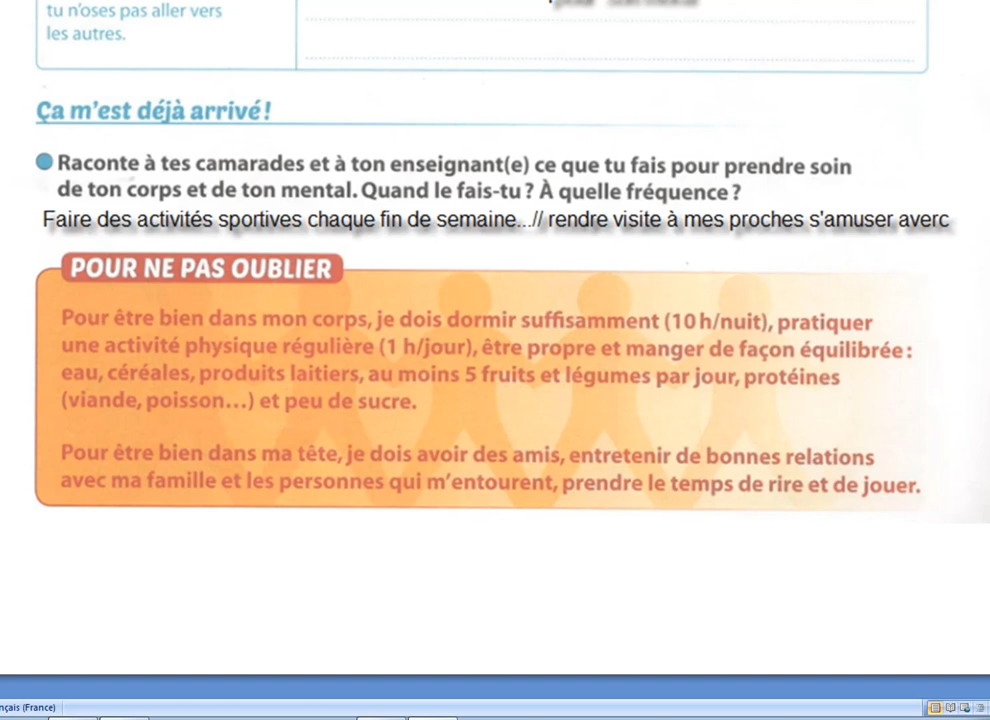 tu n'oses pas aller vers
les autres.
Ça m'est déjà arrivé!
Raconte à tes camarades et à ton enseignant(e) ce que tu fais pour prendre soin
de ton corps et de ton mental. Quand le fais-tu? À quelle fréquence?
Faire des activités sportives chaque fin de semaine...// rendre visite à mes proches s'amuser averc
POUR NE PAS OUBLIER
Pour être bien dans mon corps, je dois dormir suffisamment (10 h/nuit), pratiquer
une activité physique régulière (1 h/jour), être propre et manger de façon équilibrée:
eau, céréales, produits laitiers, au moins 5 fruits et légumes par jour, protéines
(viande, poisson...) et peu de sucre.
Pour être bien dans ma tête, je dois avoir des amis, entretenir de bonnes relations
avec ma famille et les personnes qui m'entourent, prendre le temps de rire et de jouer.
nçais (France)